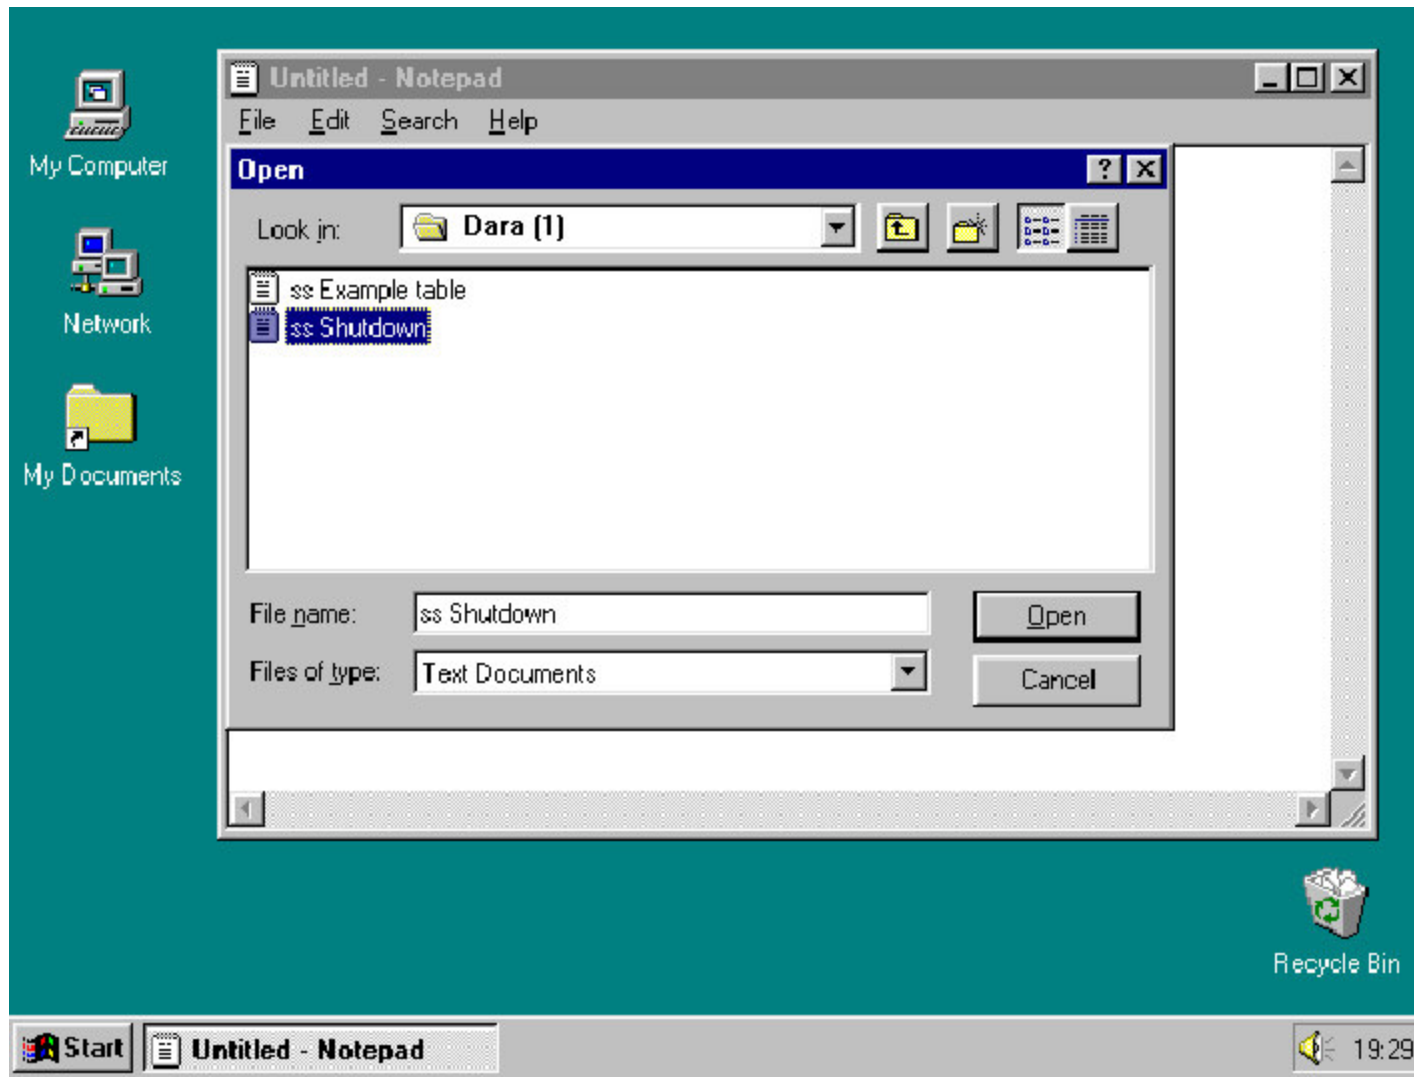 Untitled - Notepad
File Edit Search Help
My Computer
Open
Look in: Dara (1)
ss Example table
ss Shutdown
Network
My Documents
File name: ss Shutdown
Open
Files of type: Text Documents
Cancel
Recycle Bin
Start Untitled - Notepad 19:29